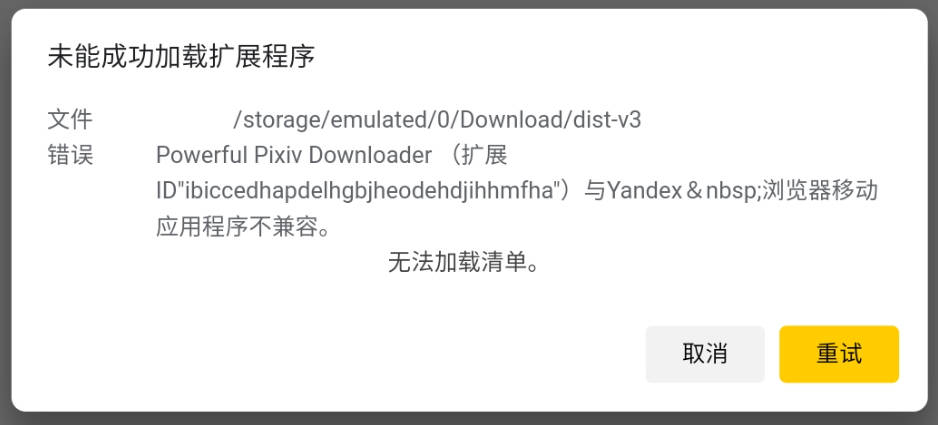 未能成功加载扩展程序
文件 /storage/emulated/0/Download/dist-v3
错误 Powerful Pixiv Downloader （扩展
ID"ibiccedhapdelhgbjheodehdjihhmfha"）与Yandex＆nbsp;浏览器移动
应用程序不兼容。
无法加载清单。
取消 重试